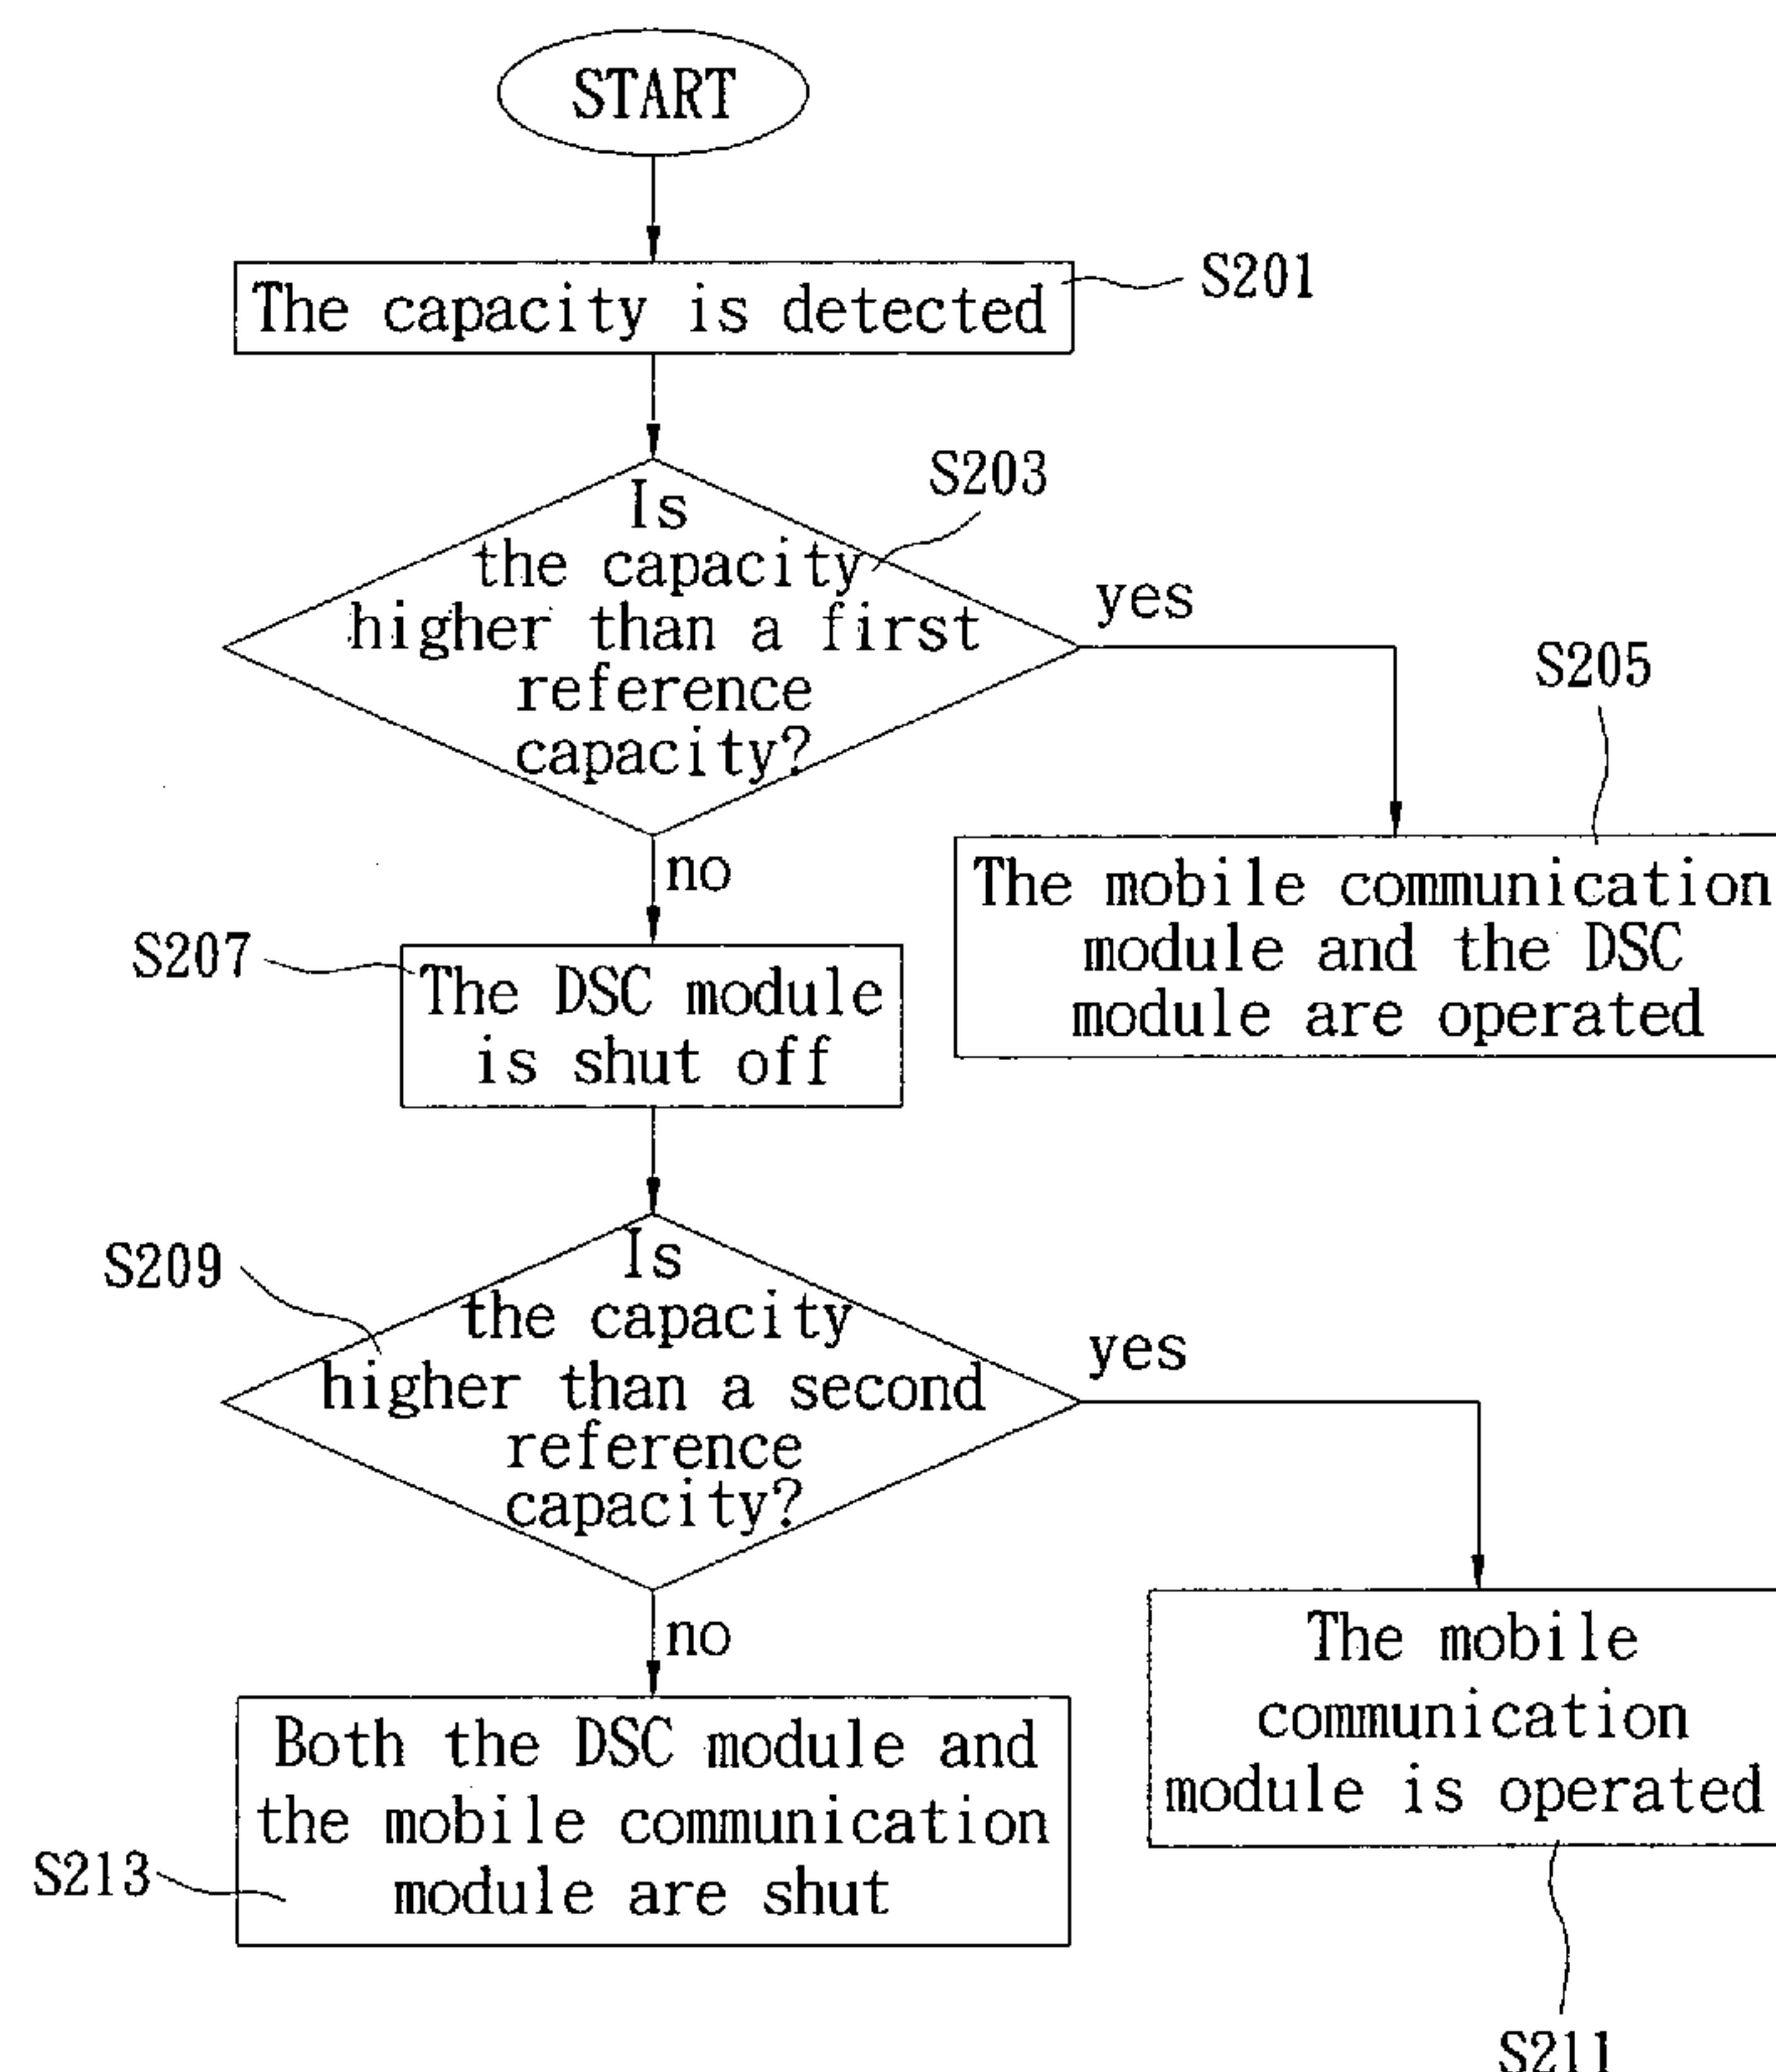 START
The capacity is detected
S201
S203
Is
the capacity
higher than a first
reference
capacity?
yes
S205
no
The mobile communication
module and the DSC
module are operated
S207
The DSC module
is shut off
S209
Is
the capacity
higher than a second
reference
capacity?
yes
no
The mobile
communication
module is operated
Both the DSC module and
the mobile communication
module are shut
S213
S211